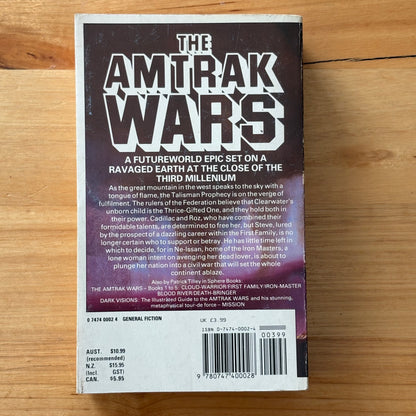 THE
AMTRAK
WARS
A FUTUREWORLD EPIC SET ON A
RAVAGED EARTH AT THE CLOSE OF THE
THIRD MILLENIUM
As the great mountain in the west speaks to the sky with a
tongue of flame, the Talisman Prophecy is on the verge of
fulfilment. The rulers of the Federation believe that Clearwater's
unborn child is the Thrice-Gifted One, and they hold both in
their power. Cadillac and Roz, who have combined their
formidable talents, are determined to free her, but Steve, lured
by the prospect of a dazzling career within the First Family, is no
longer certain who to support or betray. He has little time left in
which to decide, for in Ne-Issan, home of the Iron Masters, a
lone woman intent on avenging her dead lover, is about to
plunge her nation into a civil war that will set the whole
continent ablaze.
Also by Patrick Tilley in Sphere Books
THE AMTRAK WARS – Books 1 to 5: CLOUD-WARRIOR/FIRST FAMILY/IRON-MASTER
BLOOD RIVER/DEATH-BRINGER
DARK VISIONS: The Illustrated Guide to the AMTRAK WARS and his stunning,
metaphysical tour-de-force – MISSION
0 7474 0002 4 GENERAL FICTION
UK £3.99
ISBN 0-7474-0002-4
00399
AUST. $10.99
(recommended)
N.Z. $15.95
(Incl. GST)
CAN. $5.95
9 780747 400028